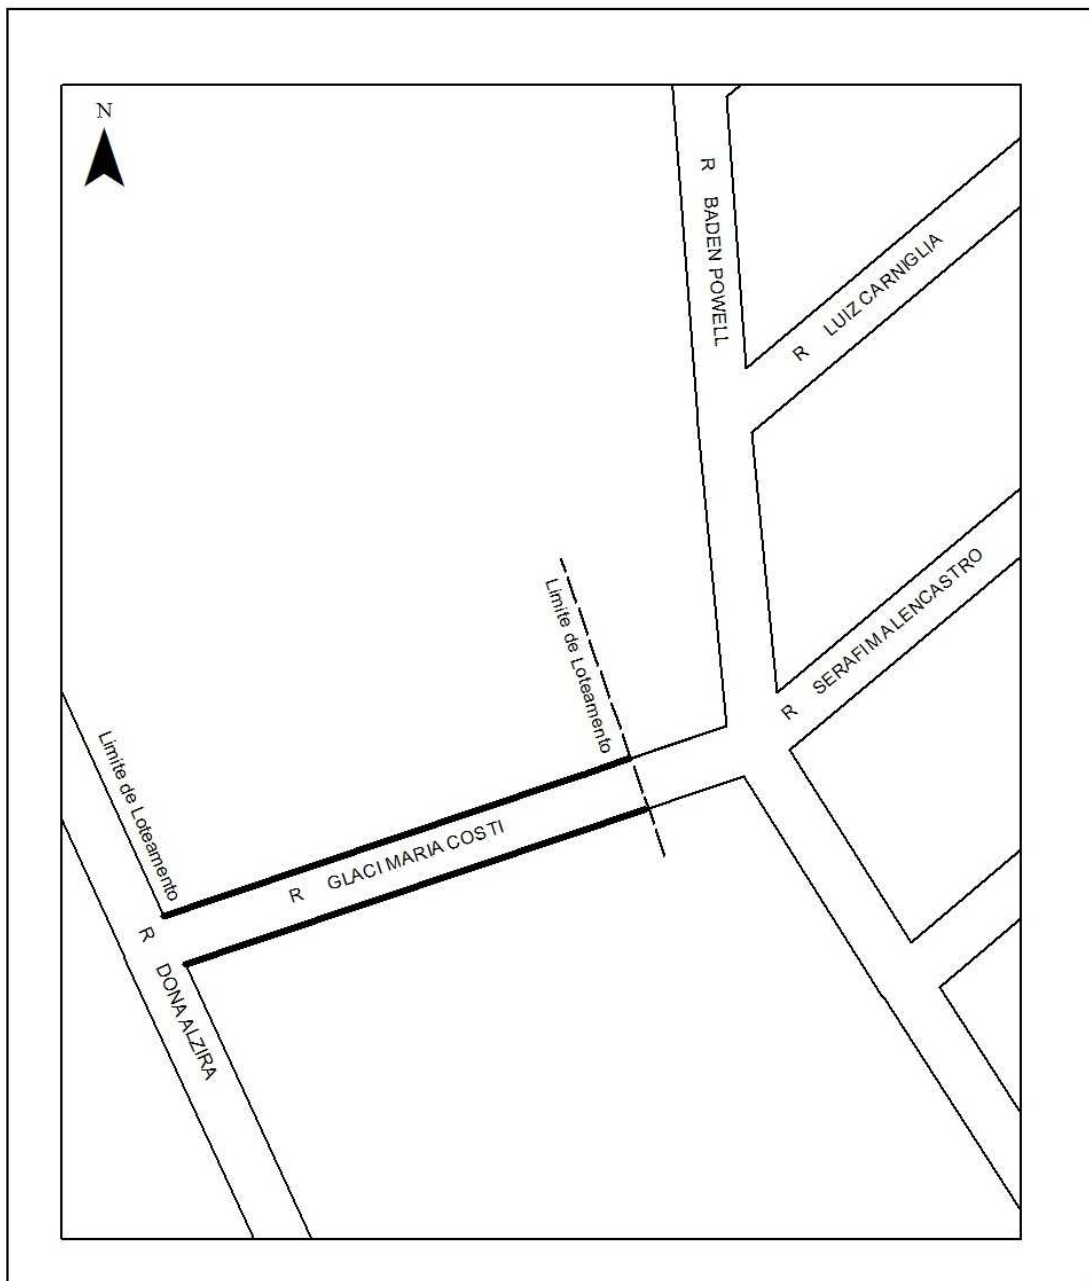 N
R BADEN POWELL
R LUIZ CARNIGLIA
R SERAFIM ALENCASTRO
Limite de Loteamento
Limite de Loteamento
R GLACI MARIA COSTI
R DONA ALZIRA